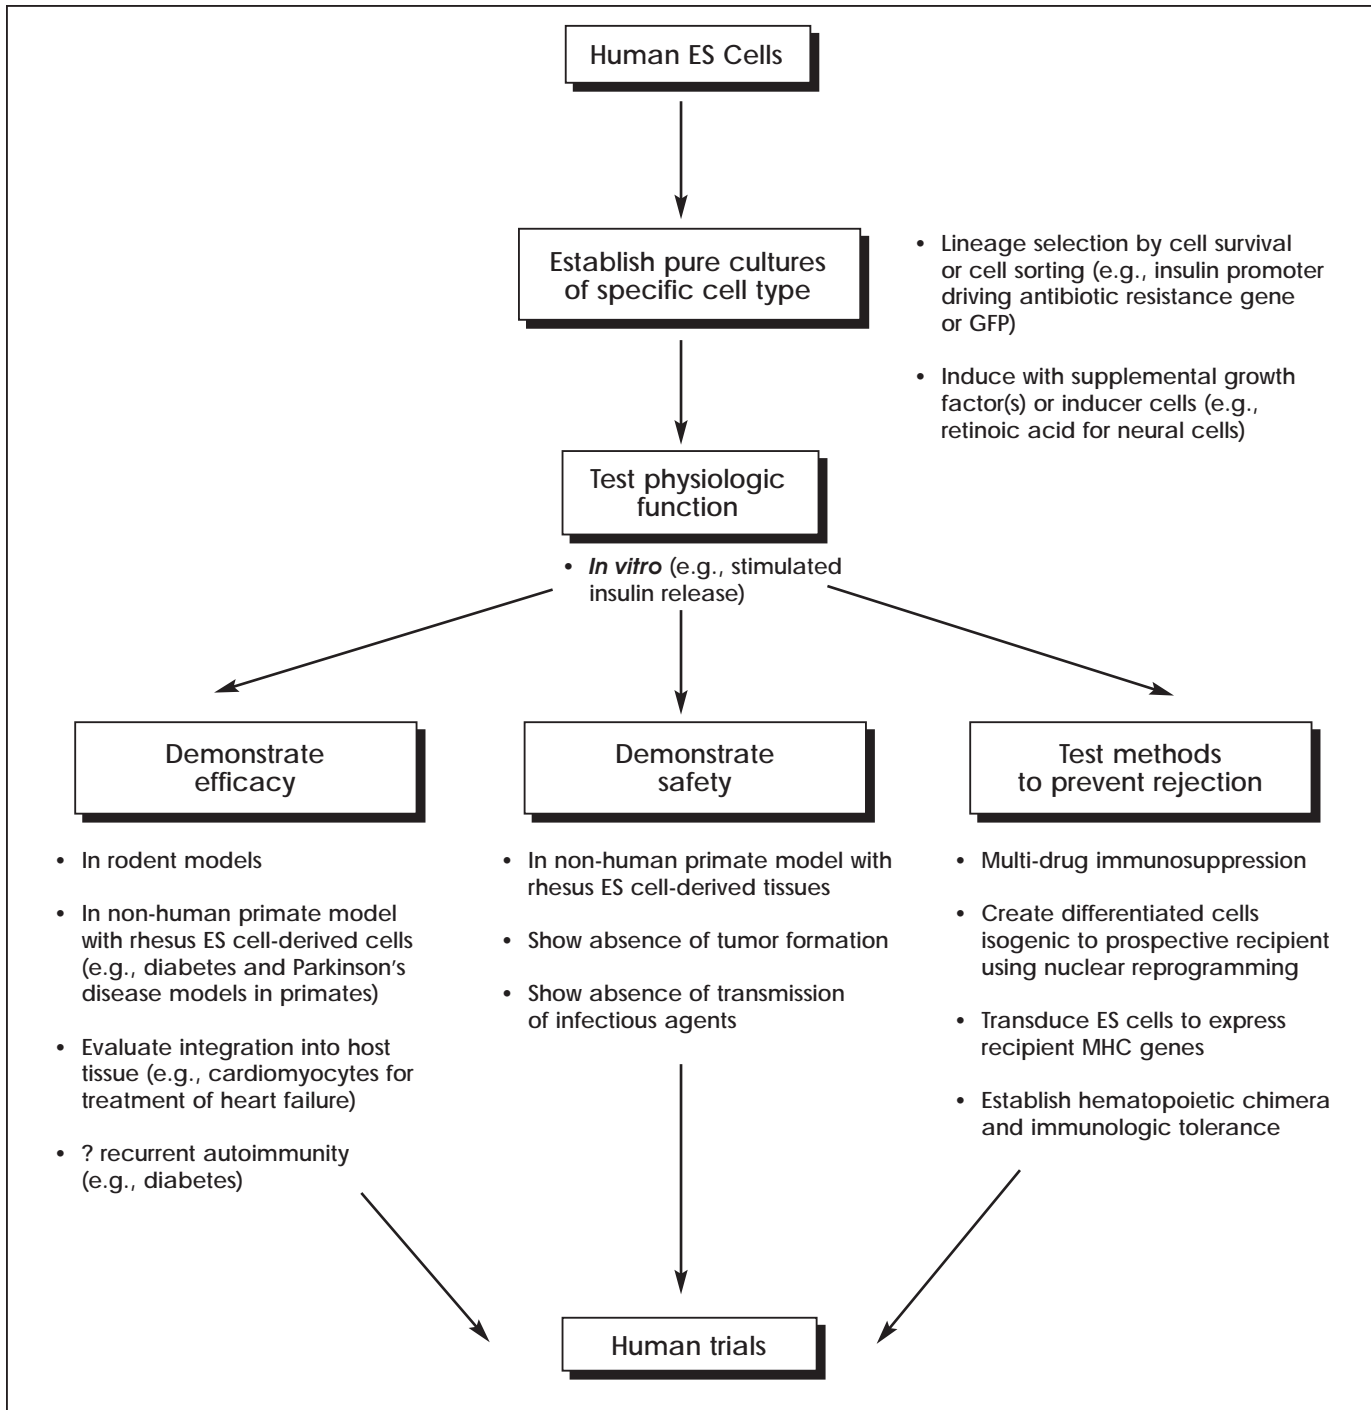 Human ES Cells
Establish pure cultures
of specific cell type
• Lineage selection by cell survival
or cell sorting (e.g., insulin promoter
driving antibiotic resistance gene
or GFP)
• Induce with supplemental growth
factor(s) or inducer cells (e.g.,
retinoic acid for neural cells)
Test physiologic
function
• In vitro (e.g., stimulated
insulin release)
Demonstrate
efficacy
• In rodent models
• In non-human primate model
with rhesus ES cell-derived cells
(e.g., diabetes and Parkinson’s
disease models in primates)
• Evaluate integration into host
tissue (e.g., cardiomyocytes for
treatment of heart failure)
• ? recurrent autoimmunity
(e.g., diabetes)
Demonstrate
safety
• In non-human primate model with
rhesus ES cell-derived tissues
• Show absence of tumor formation
• Show absence of transmission
of infectious agents
Test methods
to prevent rejection
• Multi-drug immunosuppression
• Create differentiated cells
isogenic to prospective recipient
using nuclear reprogramming
• Transduce ES cells to express
recipient MHC genes
• Establish hematopoietic chimera
and immunologic tolerance
Human trials